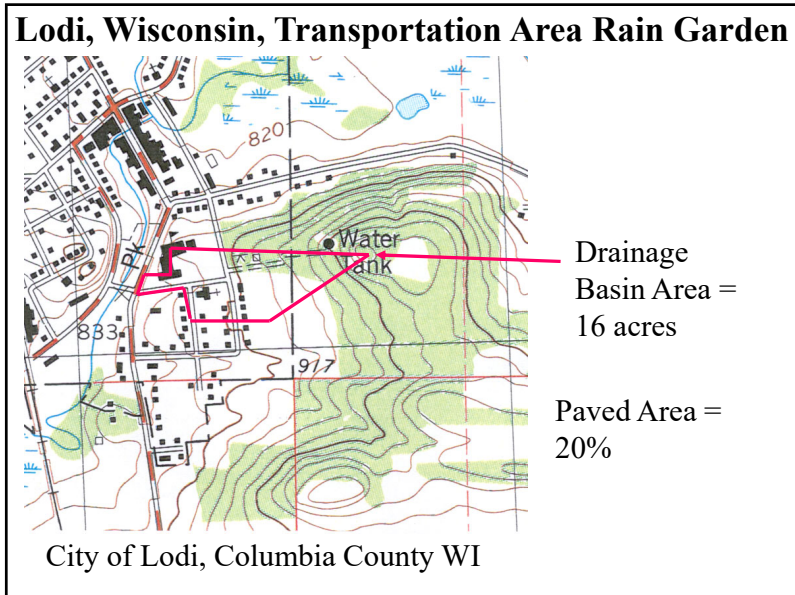 Lodi, Wisconsin, Transportation Area Rain Garden
820
Pk
Water
Tank
833
917
Drainage
Basin Area =
16 acres
Paved Area =
20%
City of Lodi, Columbia County WI